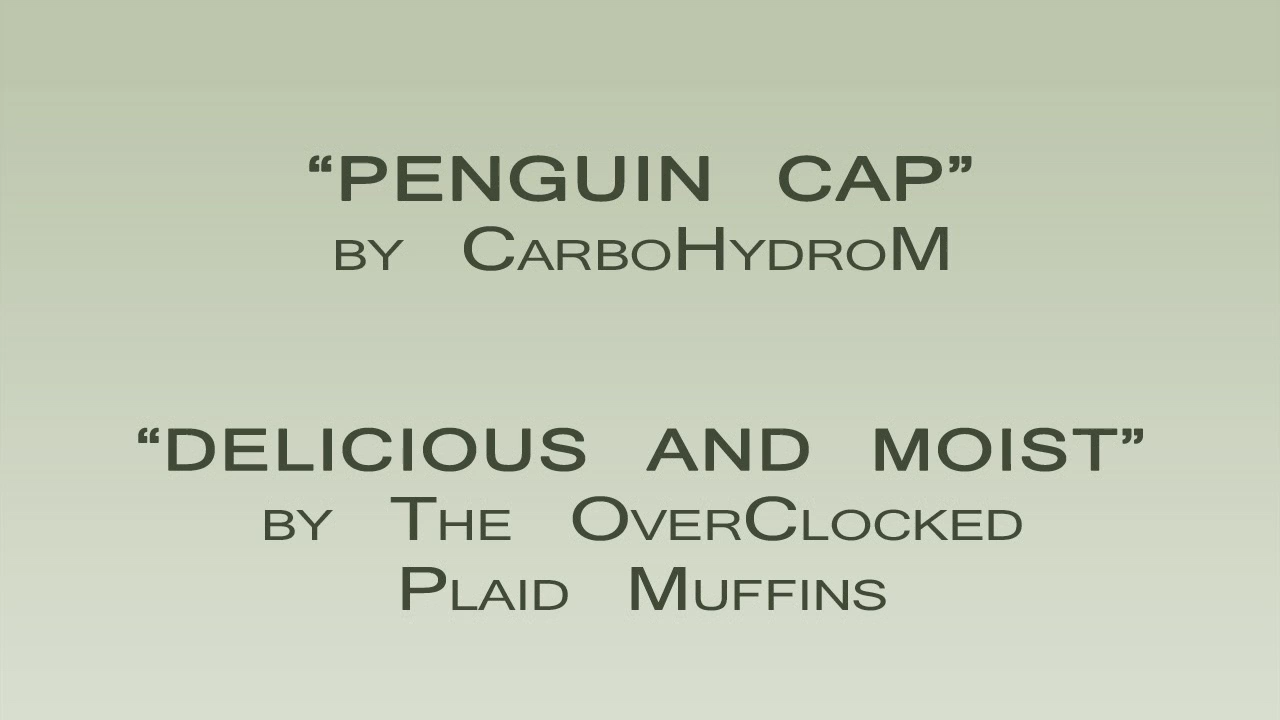 “PENGUIN CAP”
BY CARBOHYDROM
“DELICIOUS AND MOIST”
BY THE OVERCLOCKED
PLAID MUFFINS